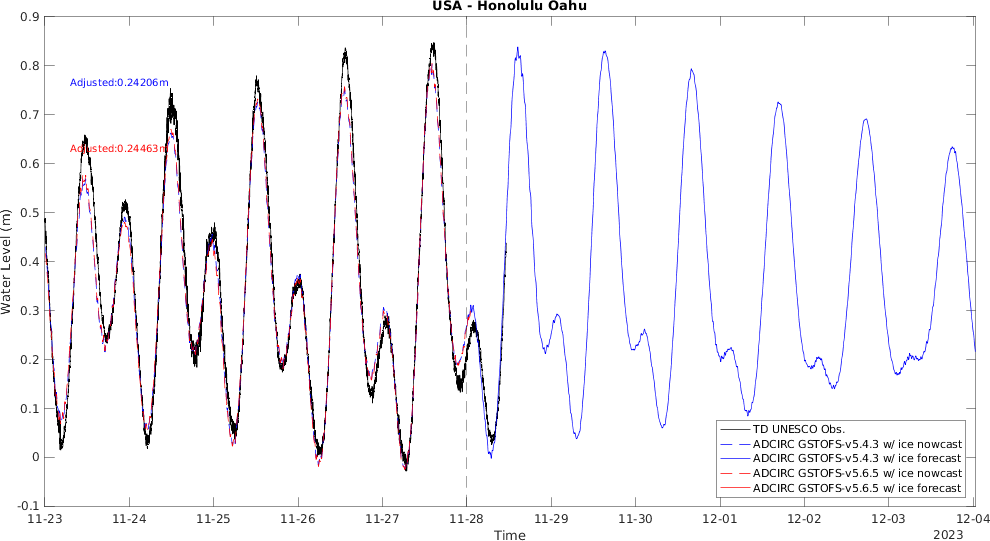 USA - Honolulu Oahu
0.9
0.8
0.7
0.6
0.5
0.4
0.3
0.2
0.1
0
-0.1
Water Level (m)
Adjusted:0.24206m
Adjusted:0.24463m
TD UNESCO Obs.
ADCIRC GSTOFS-v5.4.3 w/ ice nowcast
ADCIRC GSTOFS-v5.4.3 w/ ice forecast
ADCIRC GSTOFS-v5.6.5 w/ ice nowcast
ADCIRC GSTOFS-v5.6.5 w/ ice forecast
11-23 11-24 11-25 11-26 11-27 11-28 11-29 11-30 12-01 12-02 12-03 12-04
Time
2023